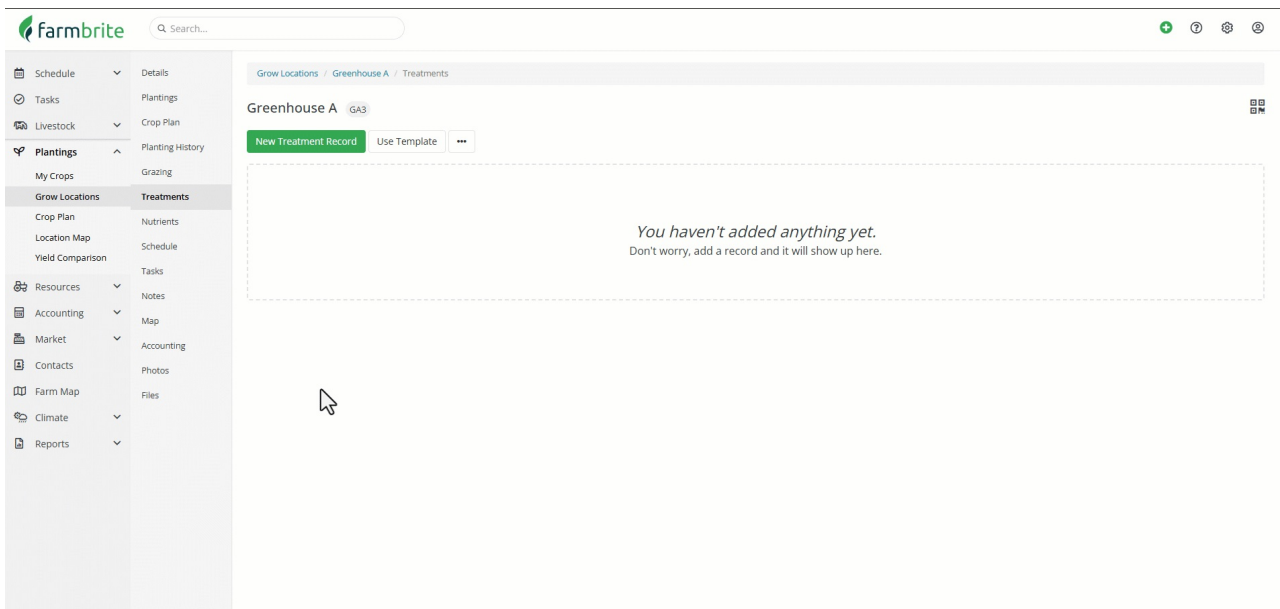 farmbrite
Search...
Schedule
Tasks
Livestock
Plantings
My Crops
Grow Locations
Crop Plan
Location Map
Yield Comparison
Resources
Accounting
Market
Contacts
Farm Map
Climate
Reports
Details
Plantings
Crop Plan
Planting History
Grazing
Treatments
Nutrients
Schedule
Tasks
Notes
Map
Accounting
Photos
Files
Grow Locations / Greenhouse A / Treatments
Greenhouse A GA3
New Treatment Record Use Template •••
You haven't added anything yet.
Don't worry, add a record and it will show up here.